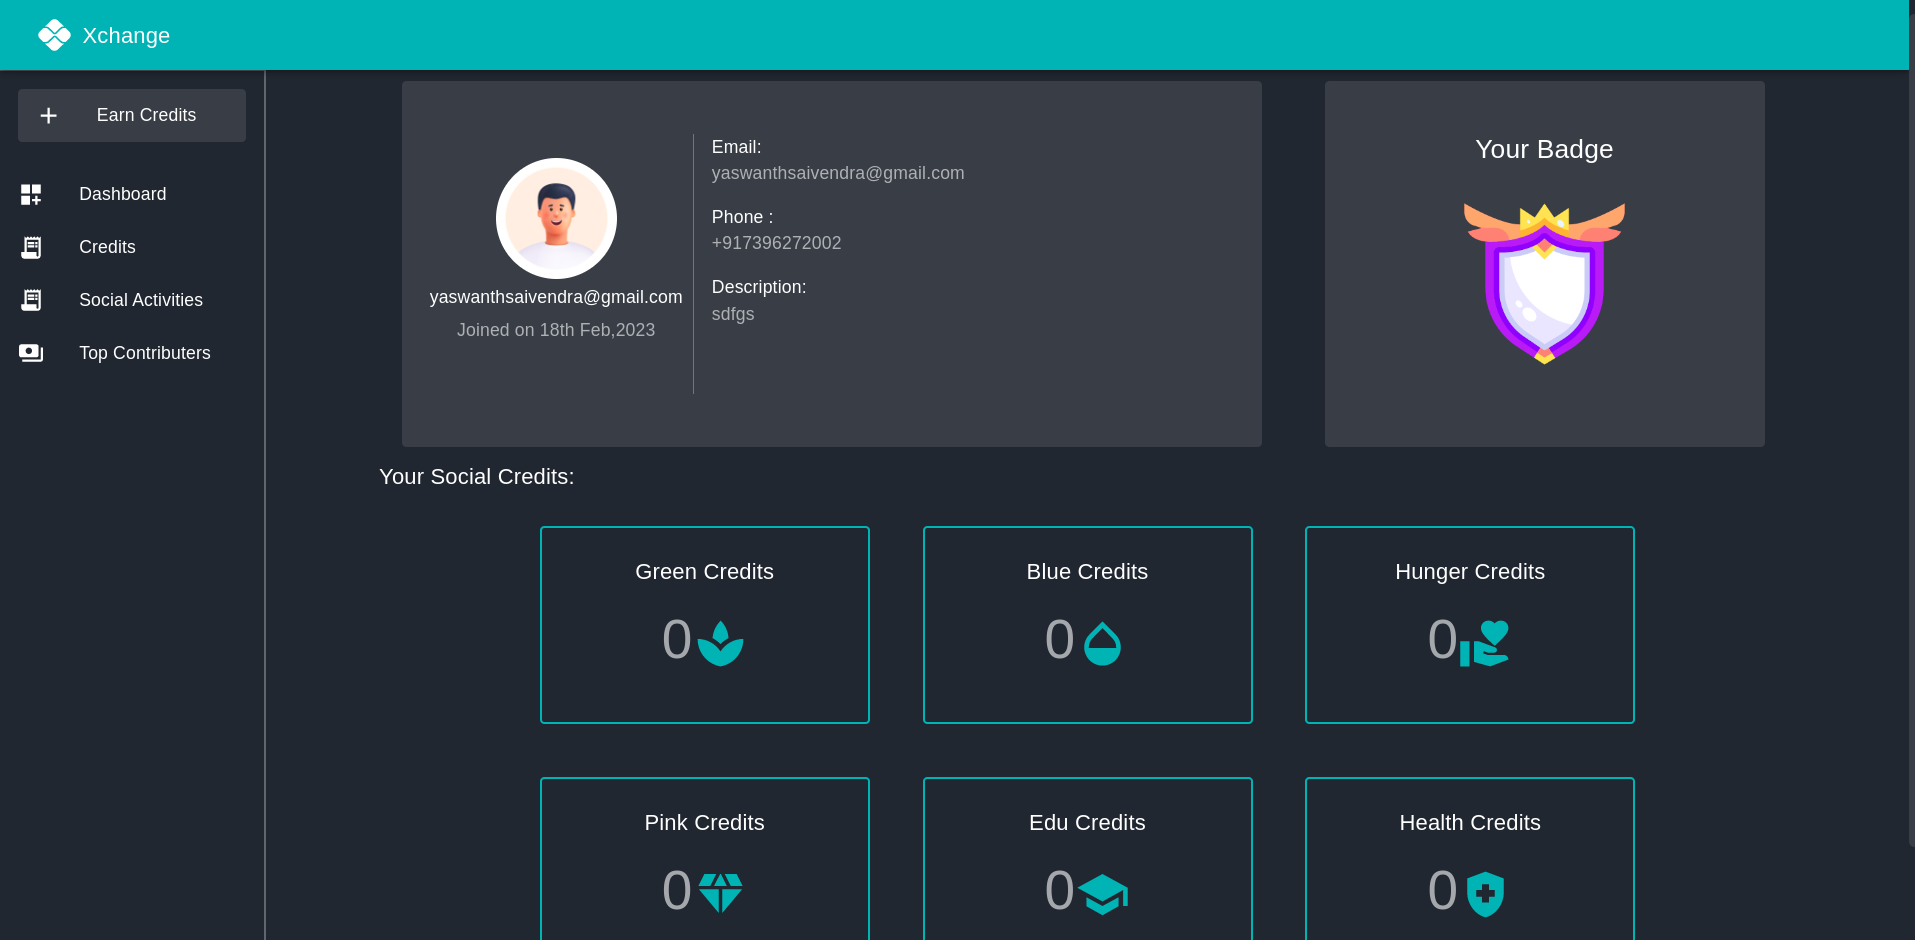 Xchange
Earn Credits
Dashboard
Credits
Social Activities
Top Contributers
yaswanthsaivendra@gmail.com
Joined on 18th Feb,2023
Email:
yaswanthsaivendra@gmail.com
Phone :
+917396272002
Description:
sdfgs
Your Badge
Your Social Credits:
Green Credits
0
Blue Credits
0
Hunger Credits
0
Pink Credits
0
Edu Credits
0
Health Credits
0